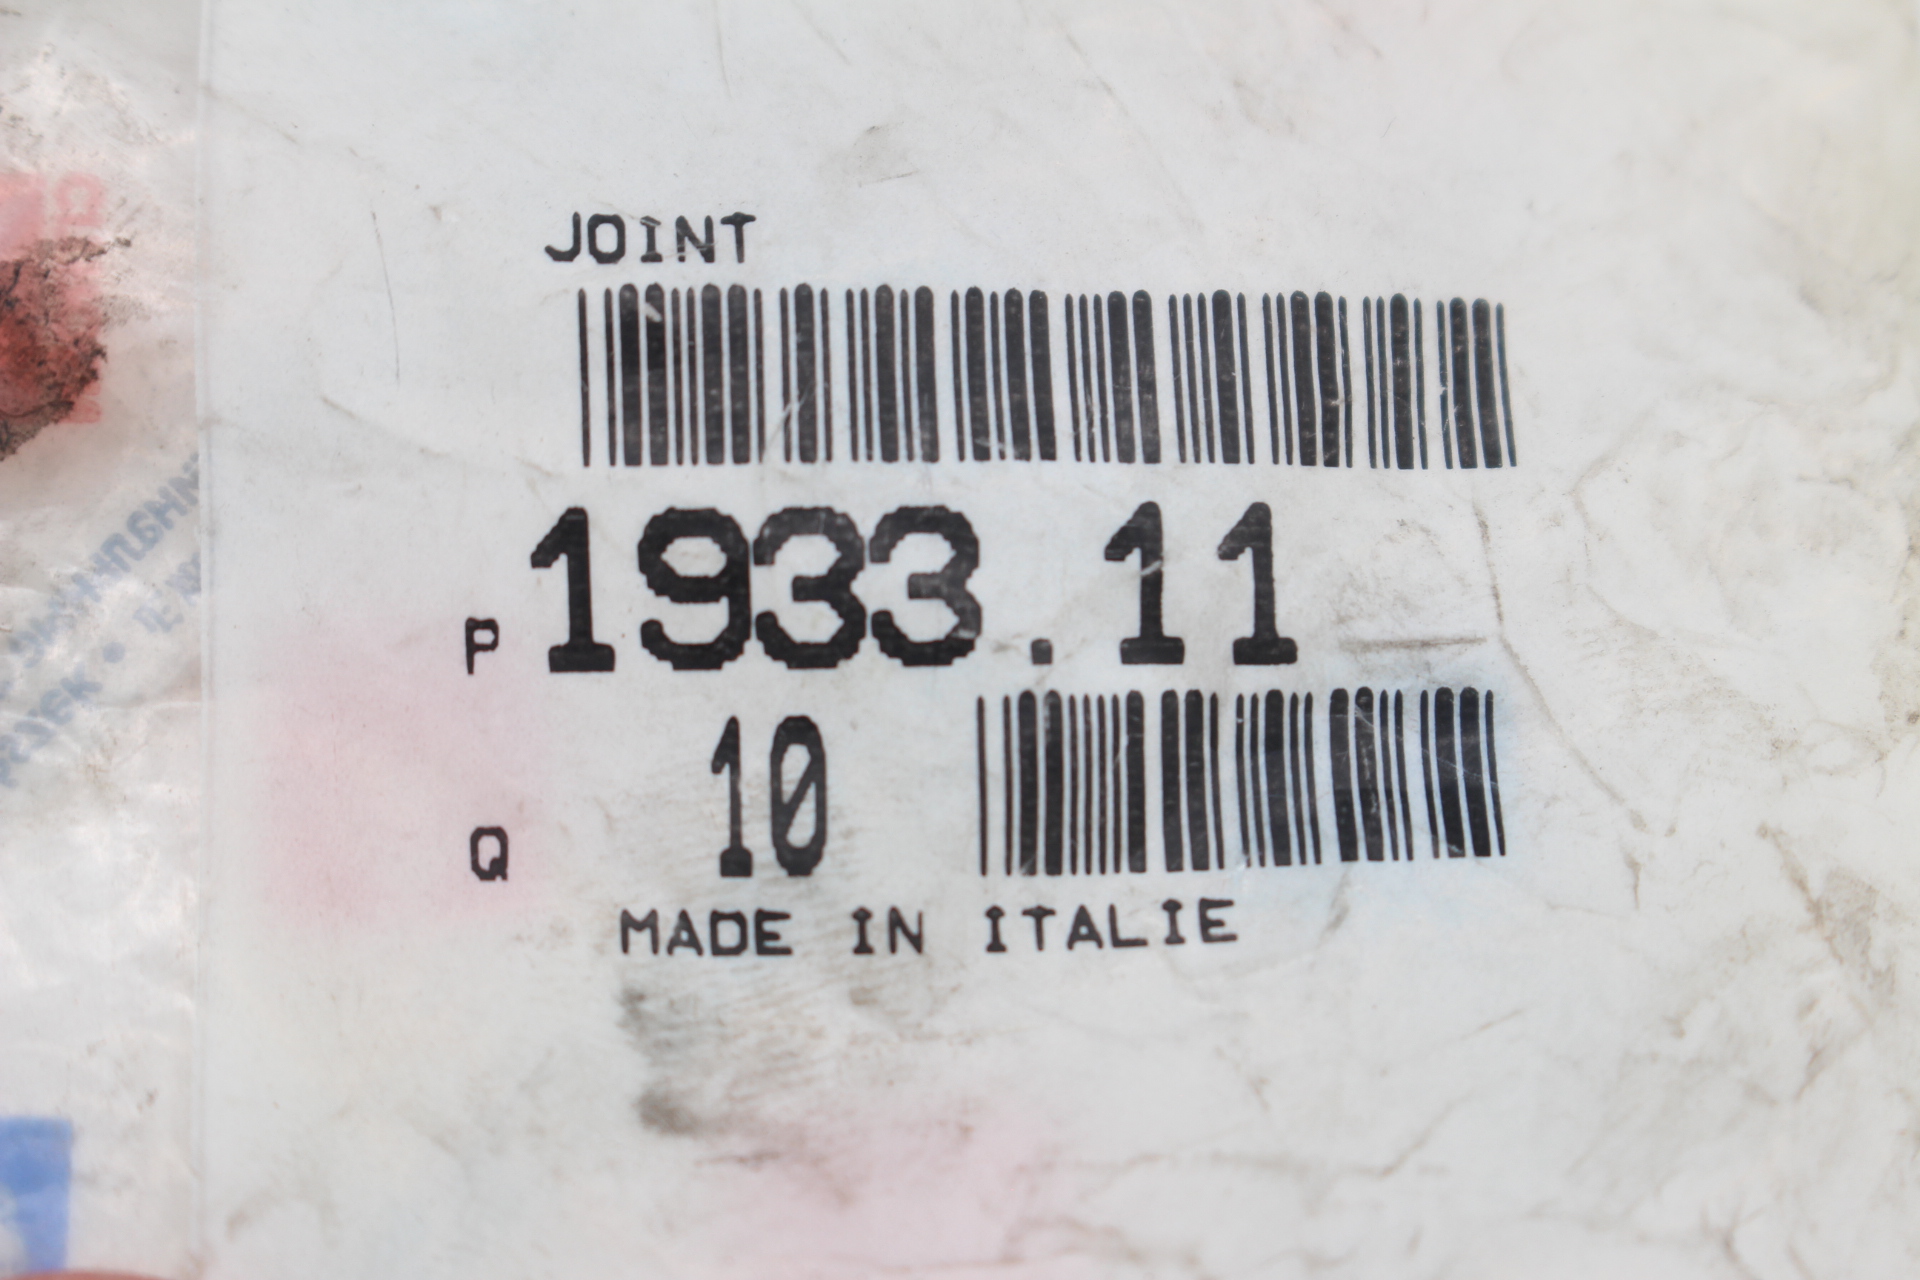 JOINT
P 1933.11
Q 10
MADE IN ITALIE